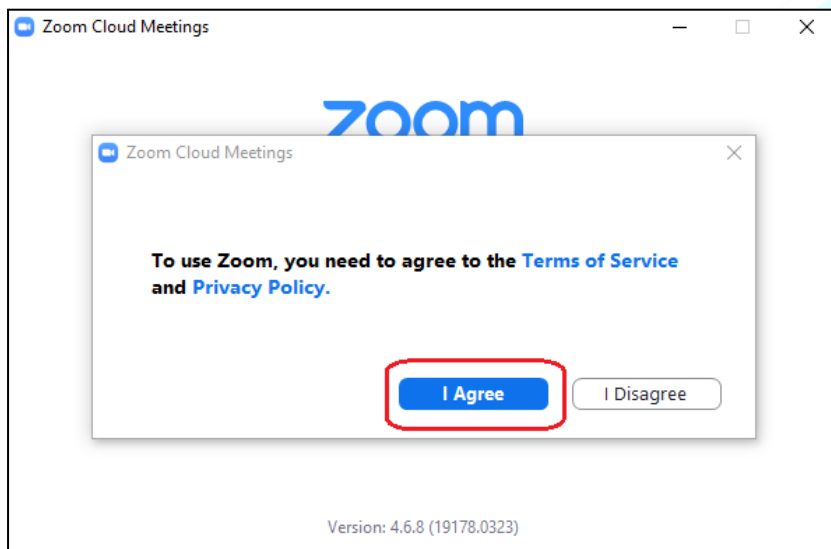 Zoom Cloud Meetings
zoom
Zoom Cloud Meetings
To use Zoom, you need to agree to the Terms of Service
and Privacy Policy.
I Agree
I Disagree
Version: 4.6.8 (19178.0323)